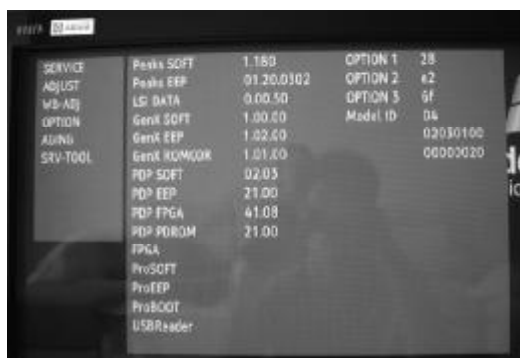 SERVICE
ADJUST
WB-ADJ
OPTION
AGING
SRV-TOOL
Peaks SOFT 1.180 OPTION 1 28
Peaks EEP 01.20.0302 OPTION 2 e2
LSI DATA 0.00.50 OPTION 3 6f
GenX SOFT 1.00.00 Model ID 04
GenX EEP 1.02.00 02030100
GenX ROMCOR 1.01.00 00000020
PDP SOFT 02.03
PDP EEP 21.00
PDP FPGA 41.08
PDP PDROM 21.00
FPGA
ProSOFT
ProEEP
ProBOOT
USBReader